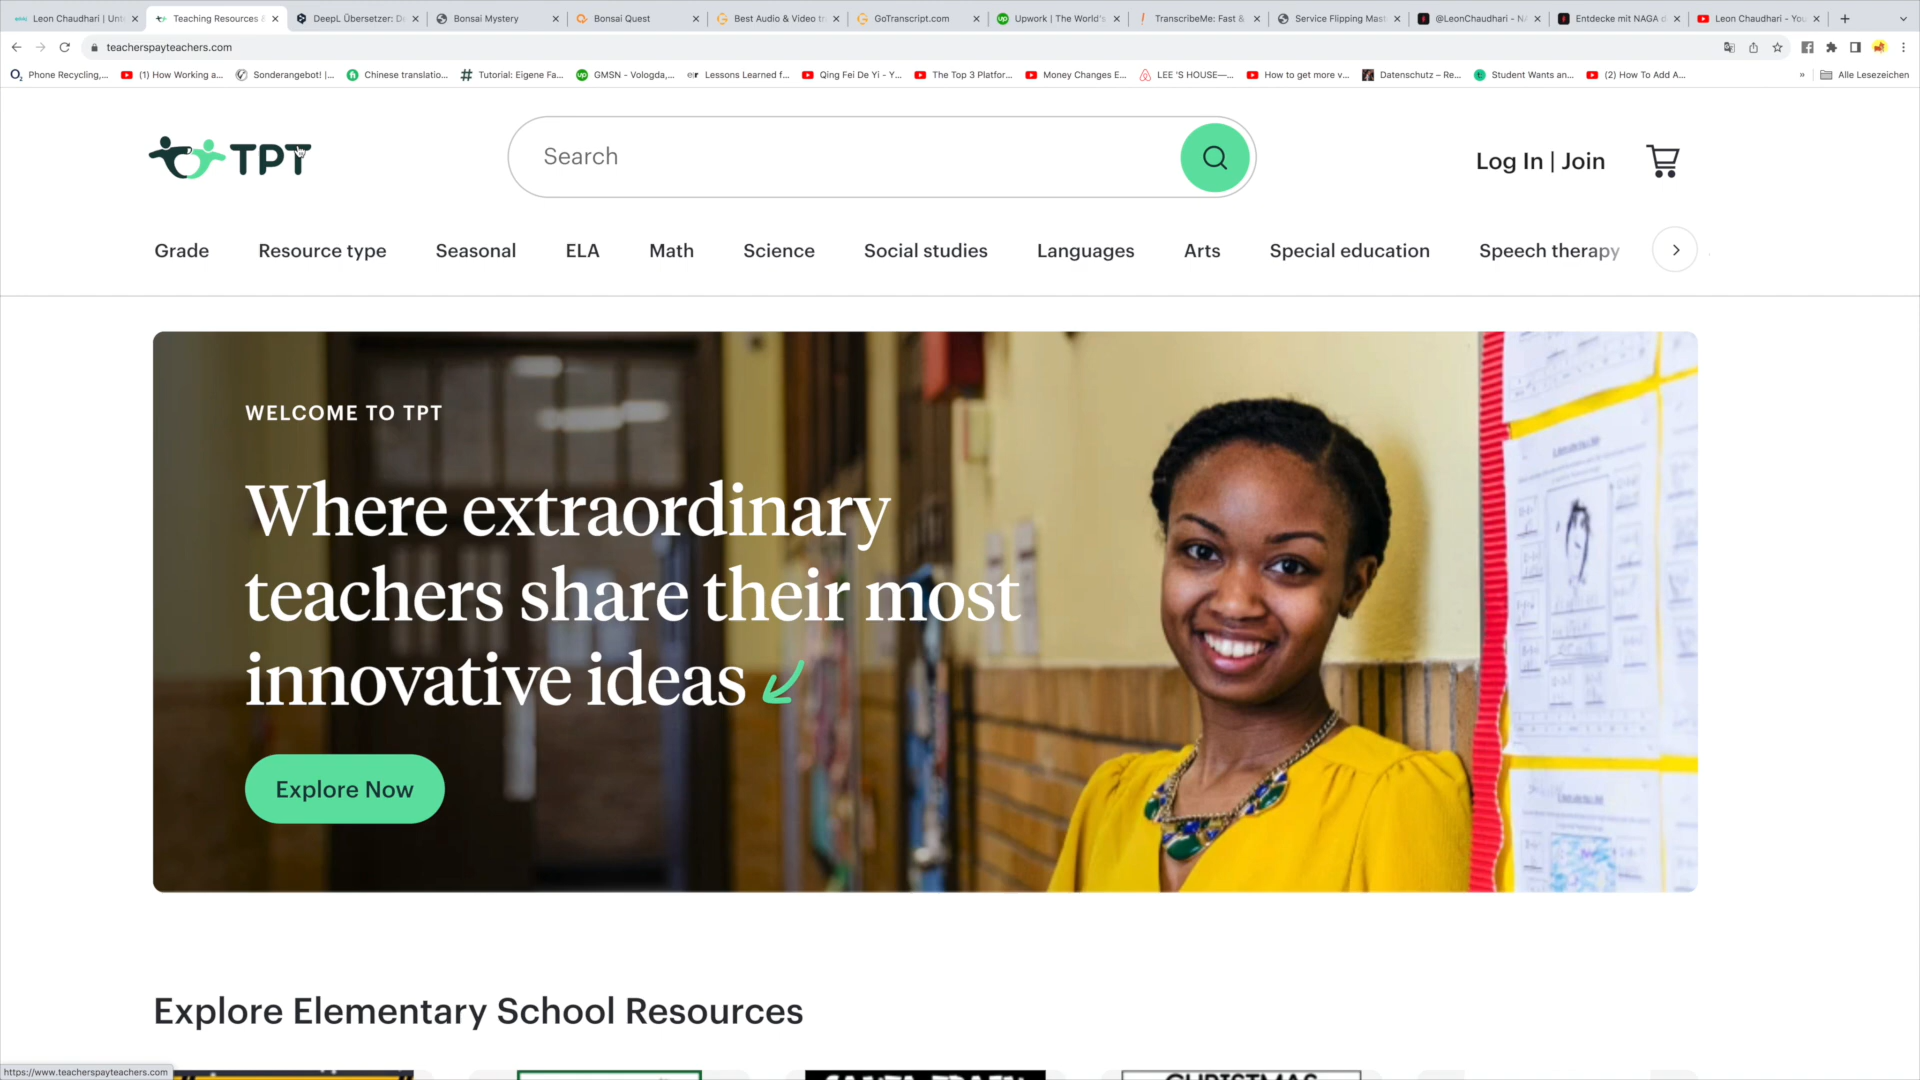 Leon Chaudhari | Unt
Teaching Resources &
DeepL Übersetzer: D
Bonsai Mystery
Bonsai Quest
Best Audio & Video tr
GoTranscript.com
Upwork | The World's
TranscribeMe: Fast &
Service Flipping Mast
@LeonChaudhari - NA
Entdecke mit NAGA d
Leon Chaudhari - You
teacherspayteachers.com
Phone Recycling,...
(1) How Working a...
Sonderangebot! |...
Chinese translatio...
Tutorial: Eigene Fa...
GMSN - Vologda,...
Lessons Learned f...
Qing Fei De Yi - Y...
The Top 3 Platfor...
Money Changes E...
LEE 'S HOUSE—...
How to get more v...
Datenschutz – Re...
Student Wants an...
(2) How To Add A...
»
Alle Lesezeichen
TPT
Search
Log In | Join
Grade
Resource type
Seasonal
ELA
Math
Science
Social studies
Languages
Arts
Special education
Speech therapy
WELCOME TO TPT
Where extraordinary
teachers share their most
innovative ideas
Explore Now
Explore Elementary School Resources
https://www.teacherspayteachers.com
SANTA TRAIN
CHRISTMAS